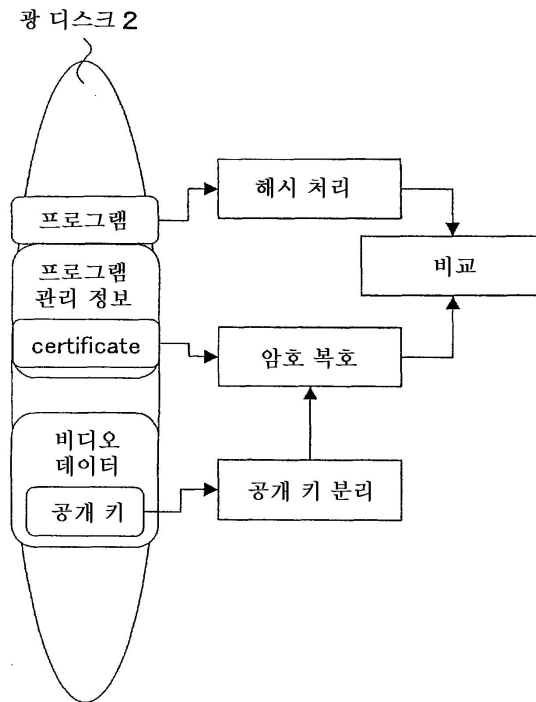 광 디스크 2
프로그램
해시 처리
비교
프로그램
관리 정보
certificate
암호 복호
비디오
데이터
공개 키
공개 키 분리